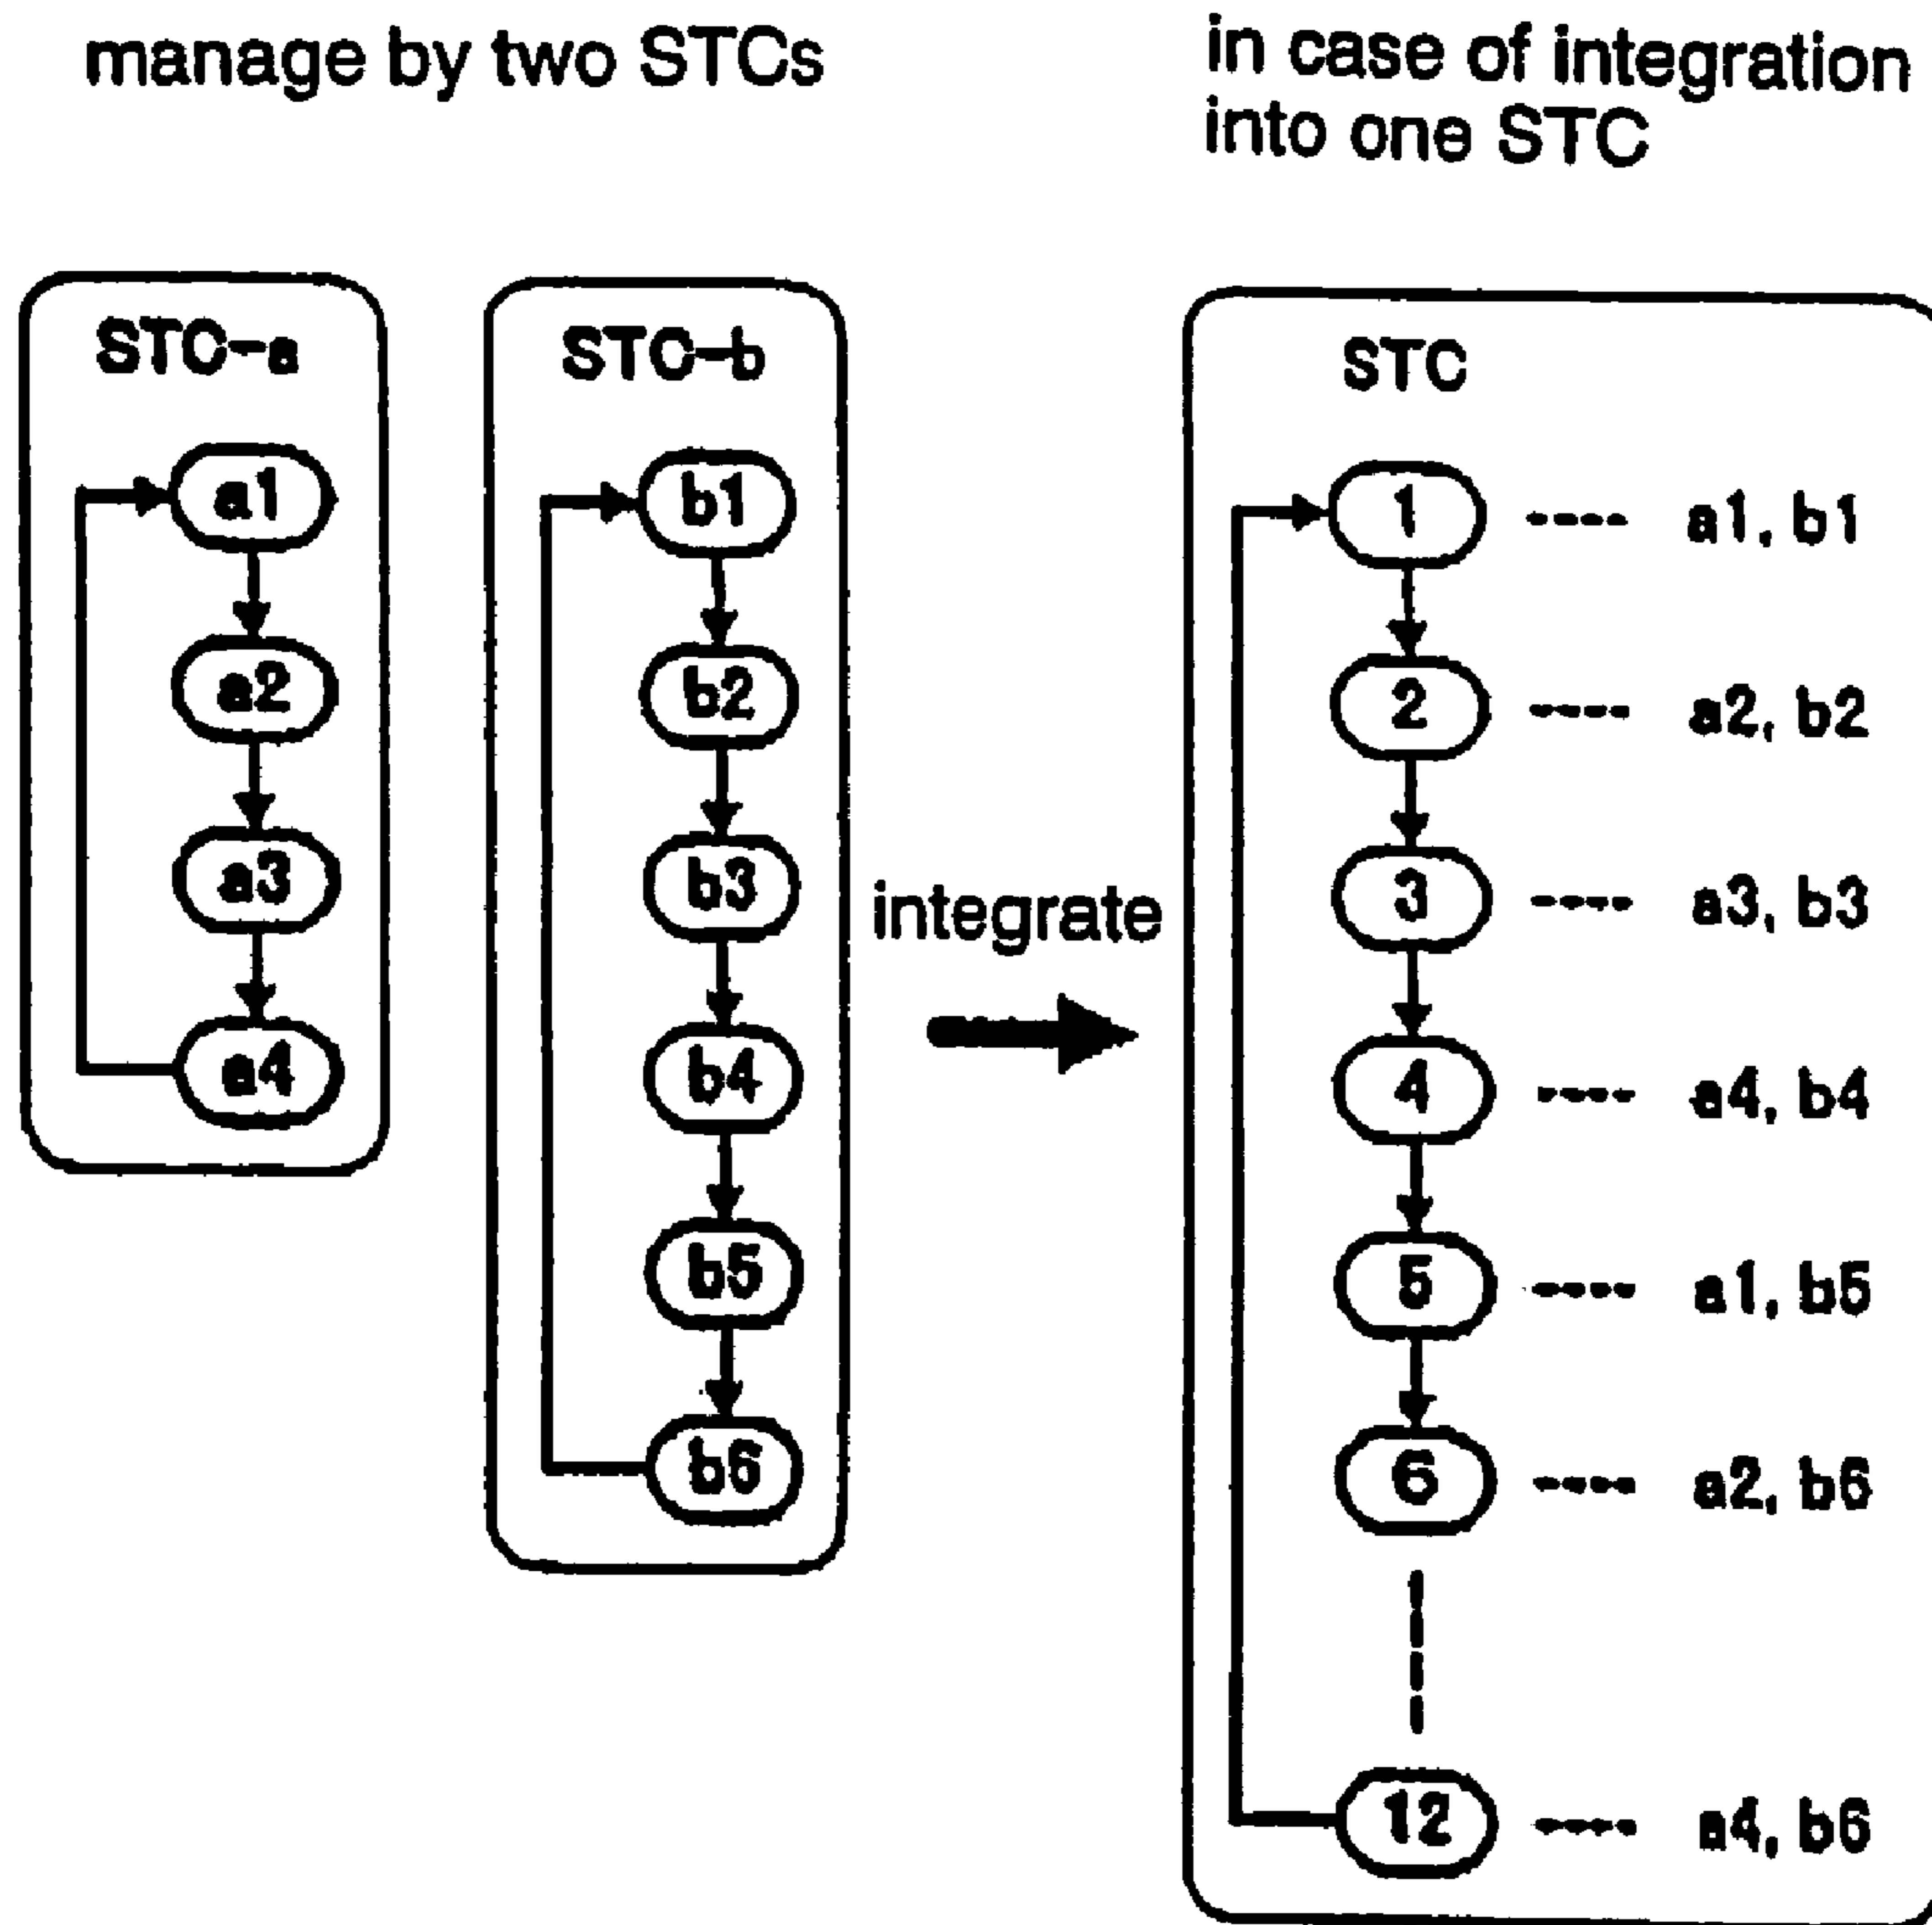 manage by two STCs
in case of integration
into one STC
STC-a
a1
a2
a3
a4
STC-b
b1
b2
b3
b4
b5
b6
integrate
STC
1 ---- a1, b1
2 ---- a2, b2
3 ---- a3, b3
4 ---- a4, b4
5 ---- a1, b5
6 ---- a2, b6
12 ---- a4, b6